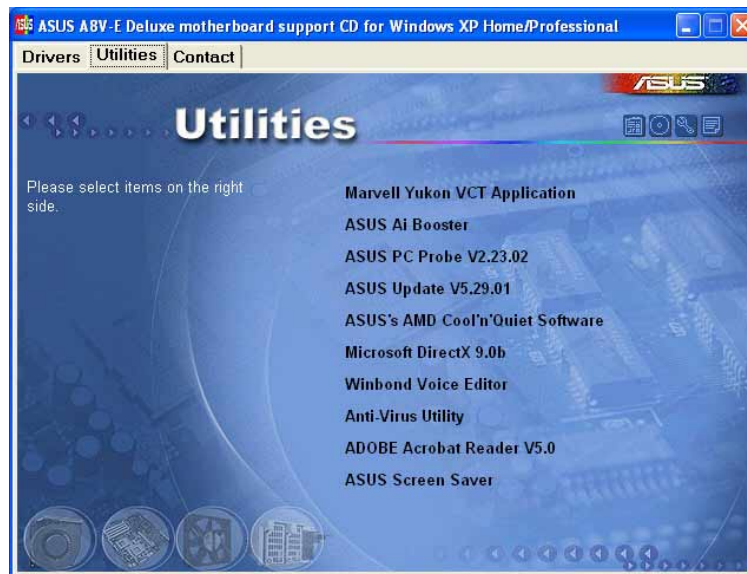 ASUS A8V-E Deluxe motherboard support CD for Windows XP Home/Professional
Drivers Utilities Contact
ASUS
Utilities
Please select items on the right
side.
Marvell Yukon VCT Application
ASUS Ai Booster
ASUS PC Probe V2.23.02
ASUS Update V5.29.01
ASUS's AMD Cool'n'Quiet Software
Microsoft DirectX 9.0b
Winbond Voice Editor
Anti-Virus Utility
ADOBE Acrobat Reader V5.0
ASUS Screen Saver